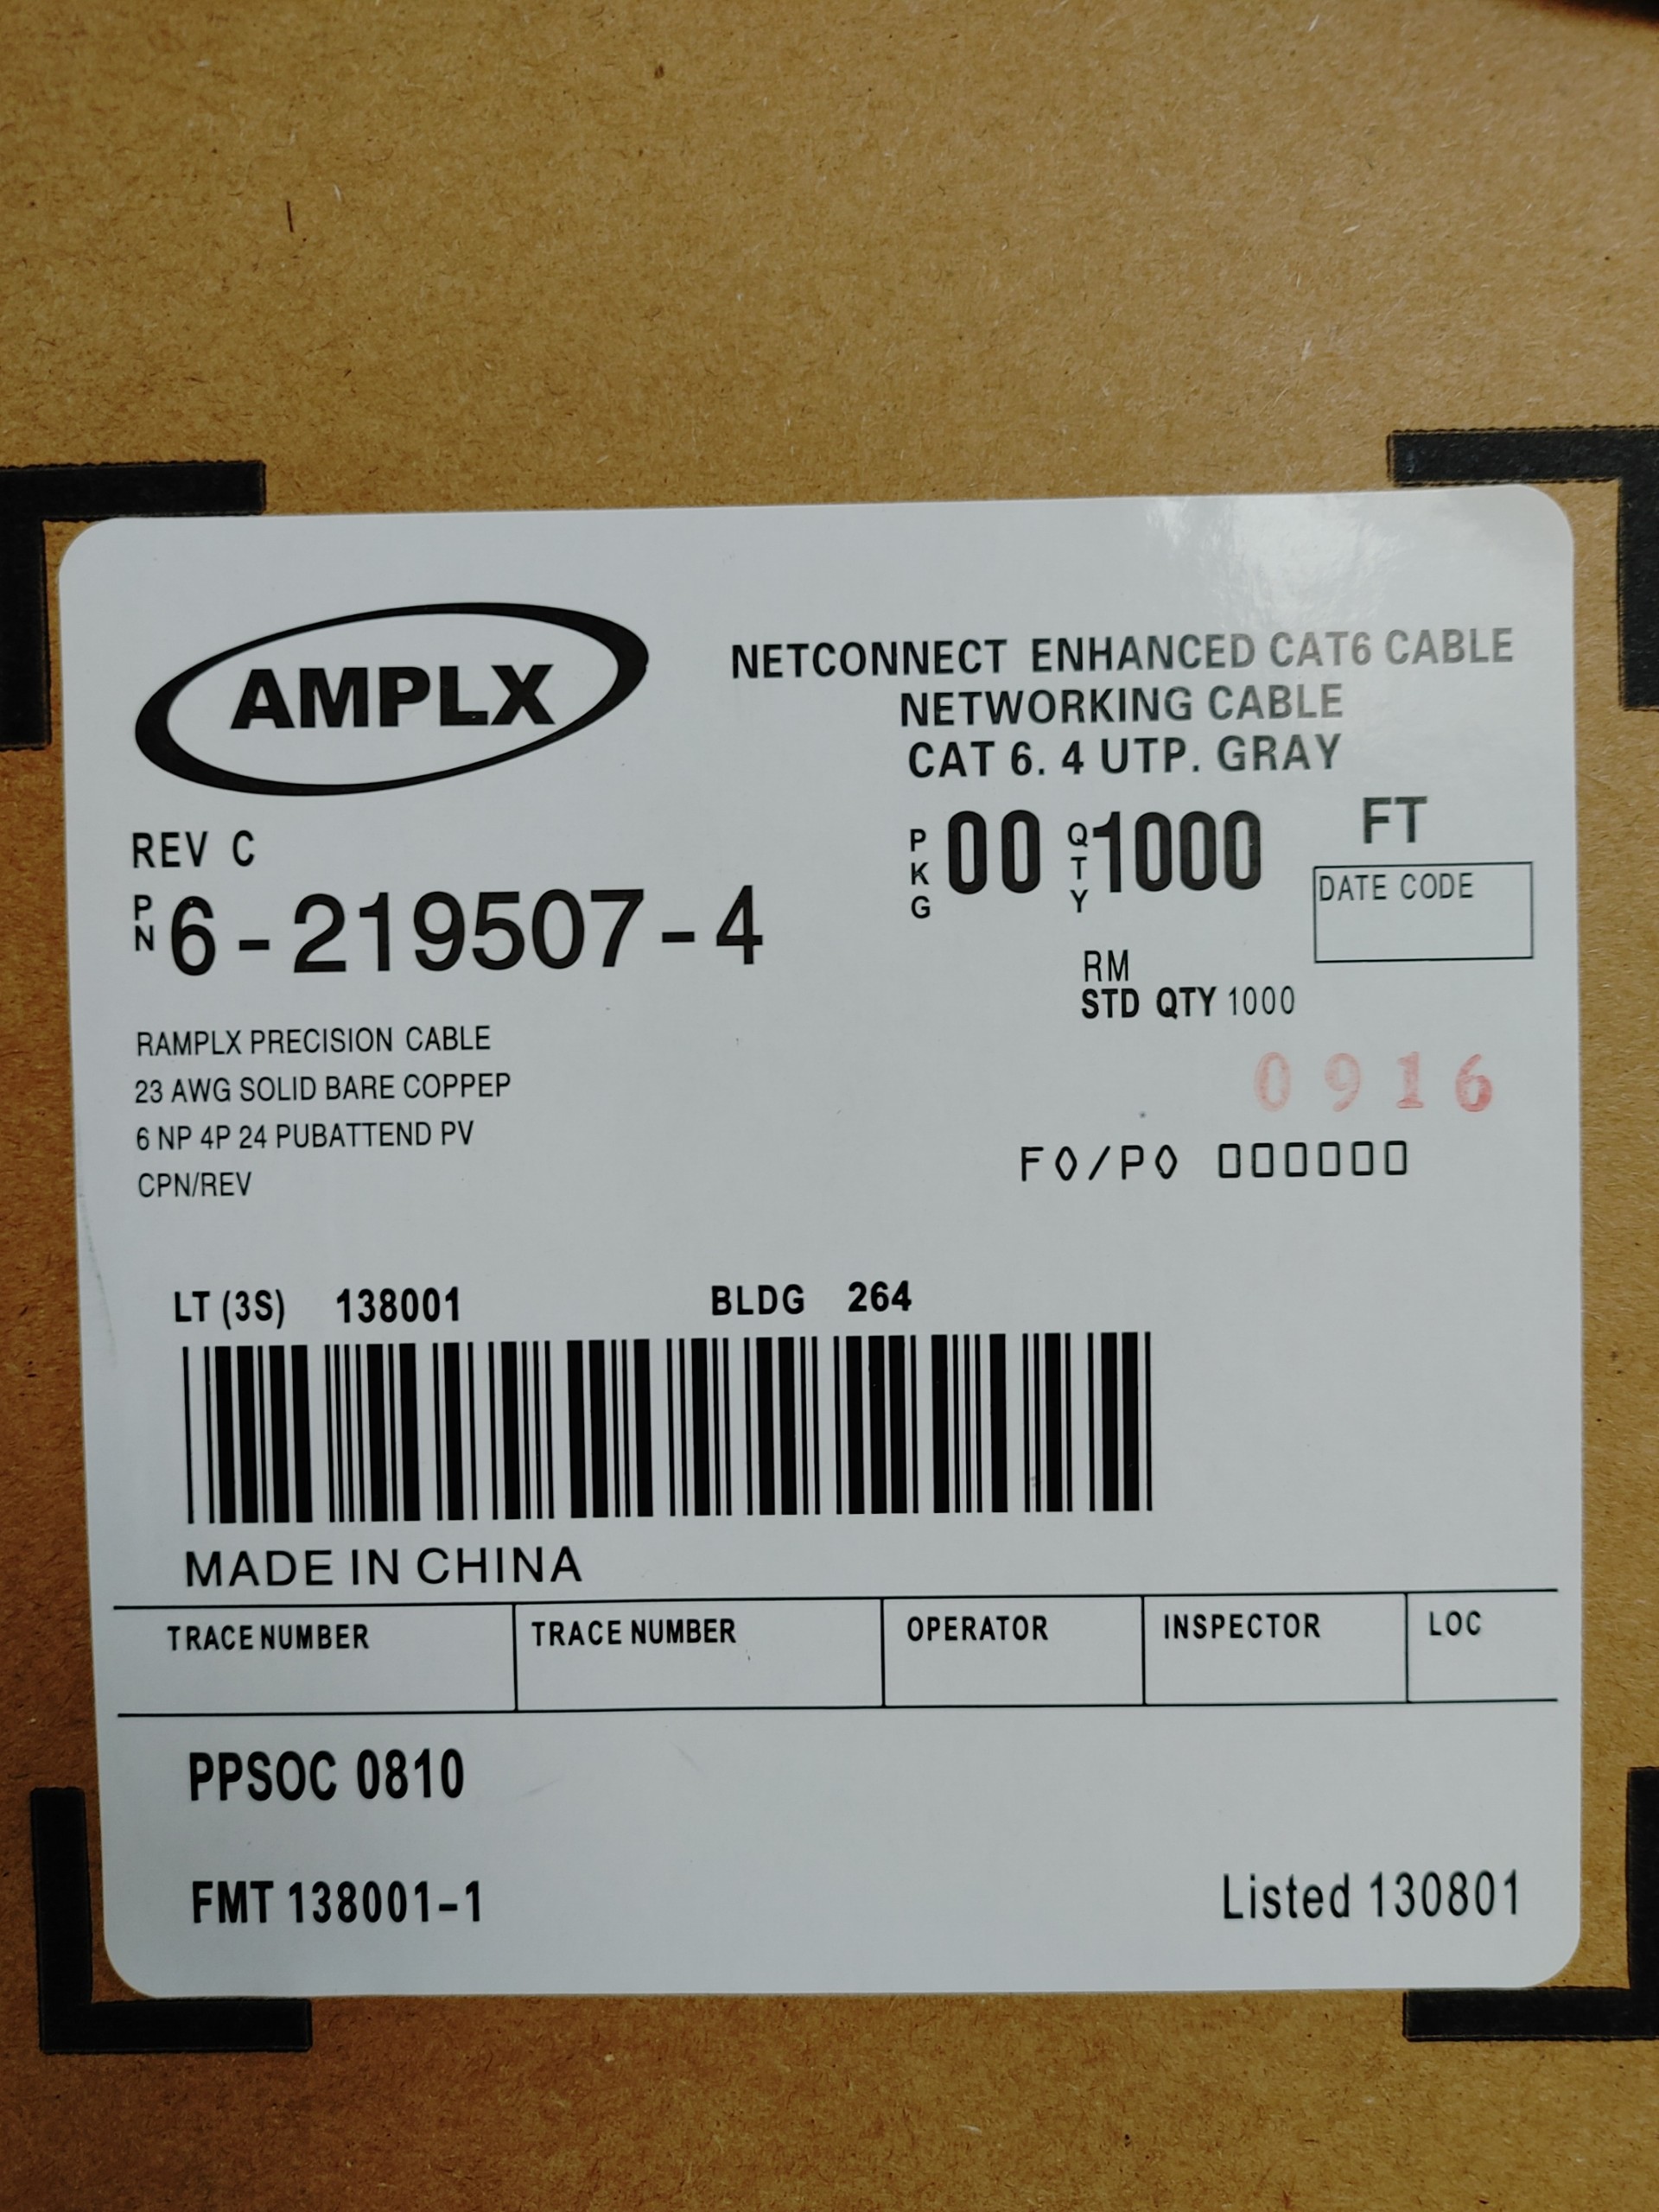 AMPLX
NETCONNECT ENHANCED CAT6 CABLE
NETWORKING CABLE
CAT 6. 4 UTP. GRAY
REV C
PKG 00 QTY 1000 FT
PN 6-219507-4
DATE CODE
RM
STD QTY 1000
RAMPLX PRECISION CABLE
23 AWG SOLID BARE COPPEP
6 NP 4P 24 PUBATTEND PV
CPN/REV
0916
F◊/P◊ 000000
LT (3S) 138001 BLDG 264
MADE IN CHINA
TRACE NUMBER TRACE NUMBER OPERATOR INSPECTOR LOC
PPSOC 0810
FMT 138001-1 Listed 130801